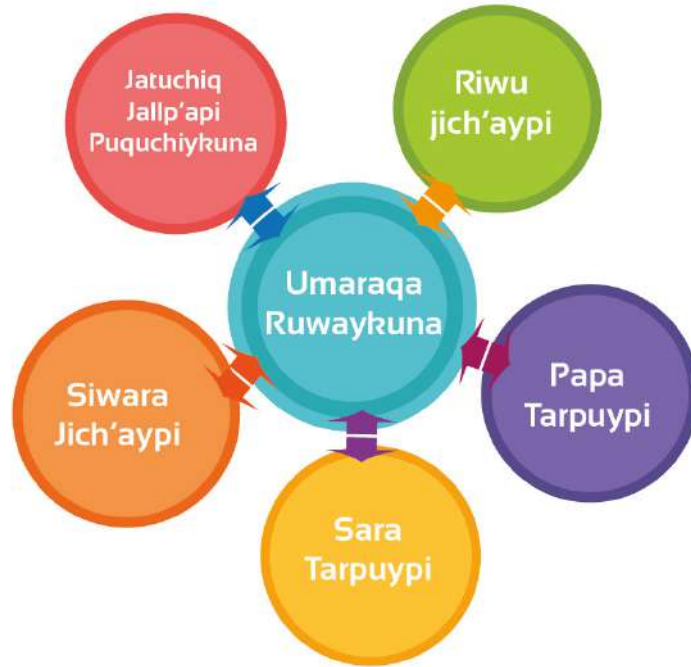 Jatuchiq
Jallp'api
Puquchiykuna
Riwu
jich'aypi
Umaraqa
Ruwaykuna
Siwara
Jich'aypi
Papa
Tarpuypi
Sara
Tarpuypi